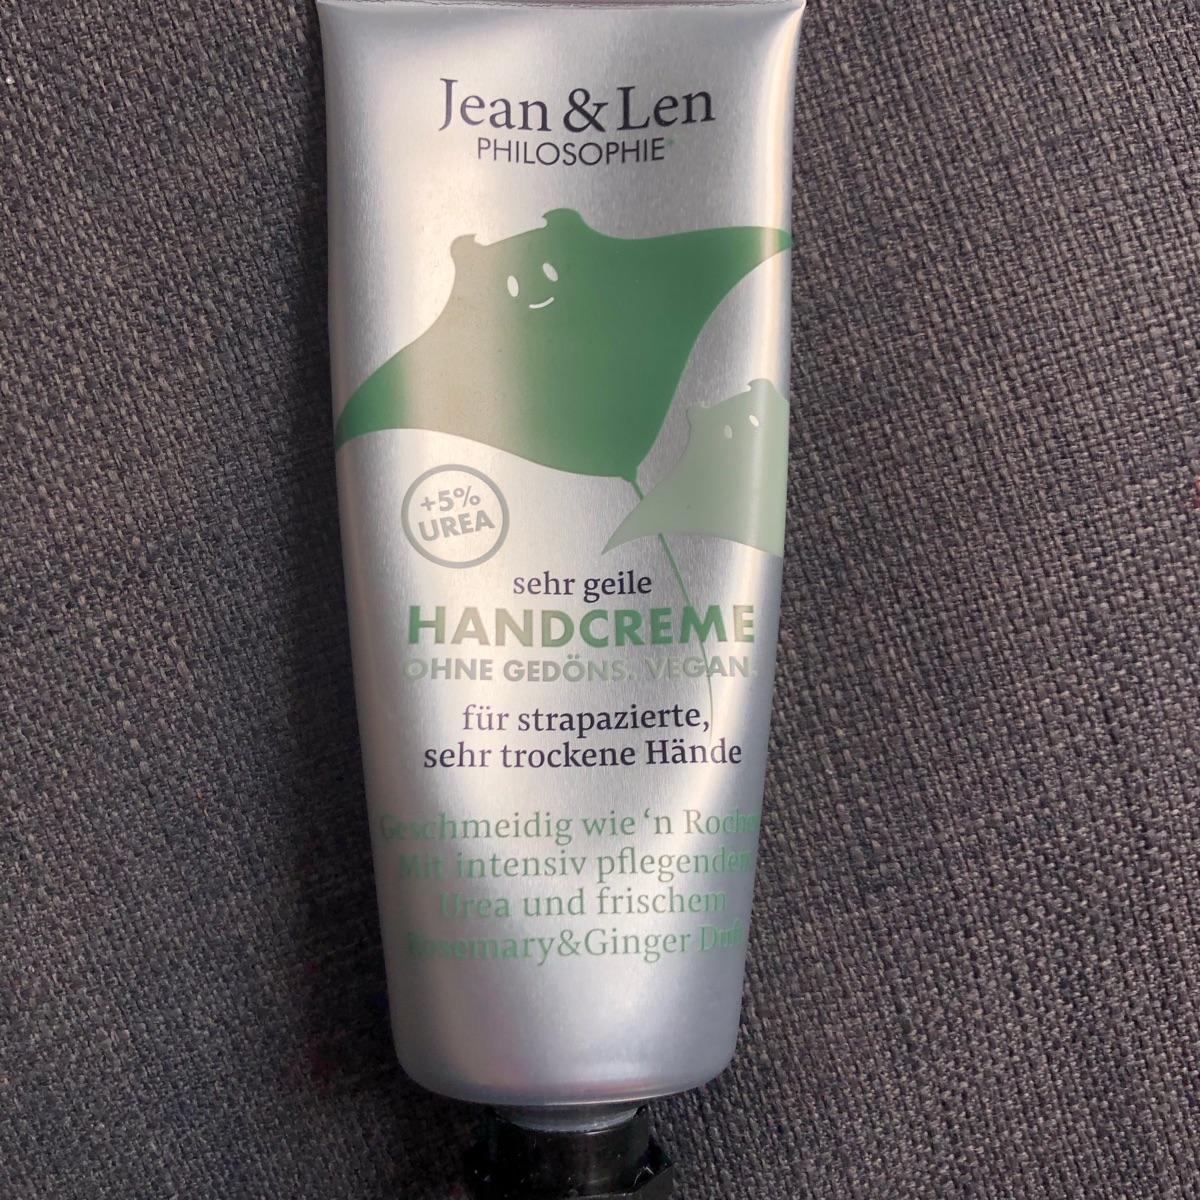 Jean & Len
PHILOSOPHIE
+5%
UREA
sehr geile
HANDCREME
OHNE GEDÖNS. VEGAN.
für strapazierte,
sehr trockene Hände
Geschmeidig wie 'n
Mit intensiv pflegendem
Urea und frischem
Rosemary&Ginger Duft